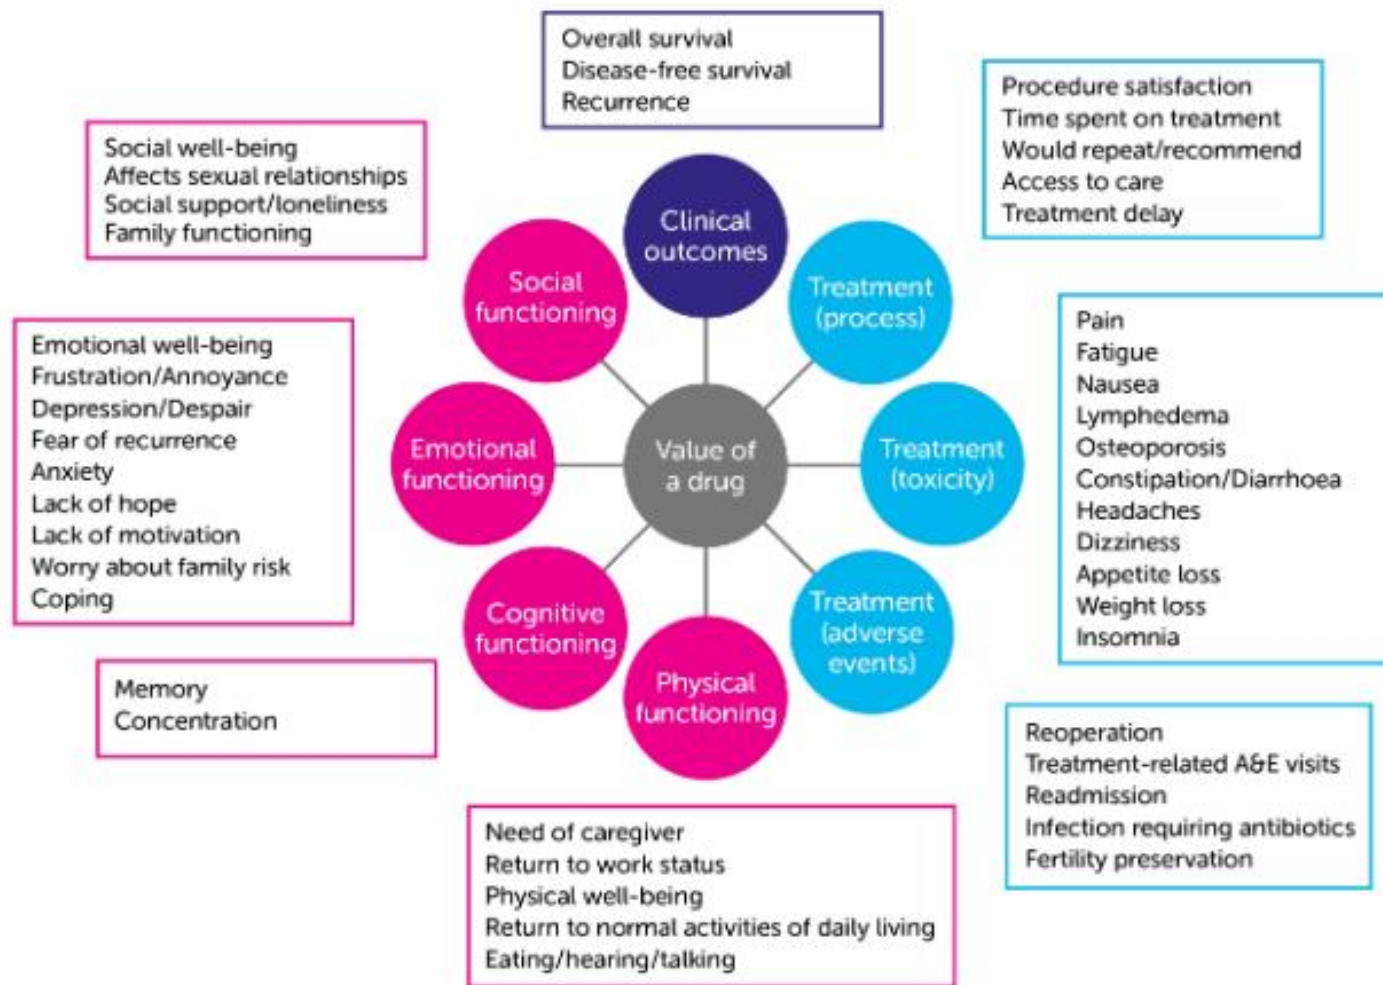 Overall survival
Disease-free survival
Recurrence
Procedure satisfaction
Time spent on treatment
Would repeat/recommend
Access to care
Treatment delay
Social well-being
Affects sexual relationships
Social support/loneliness
Family functioning
Clinical
outcomes
Social
functioning
Treatment
(process)
Emotional well-being
Frustration/Annoyance
Depression/Despair
Fear of recurrence
Anxiety
Lack of hope
Lack of motivation
Worry about family risk
Coping
Emotional
functioning
Value of
a drug
Treatment
(toxicity)
Pain
Fatigue
Nausea
Lymphedema
Osteoporosis
Constipation/Diarrhoea
Headaches
Dizziness
Appetite loss
Weight loss
Insomnia
Cognitive
functioning
Treatment
(adverse
events)
Physical
functioning
Memory
Concentration
Reoperation
Treatment-related A&E visits
Readmission
Infection requiring antibiotics
Fertility preservation
Need of caregiver
Return to work status
Physical well-being
Return to normal activities of daily living
Eating/hearing/talking